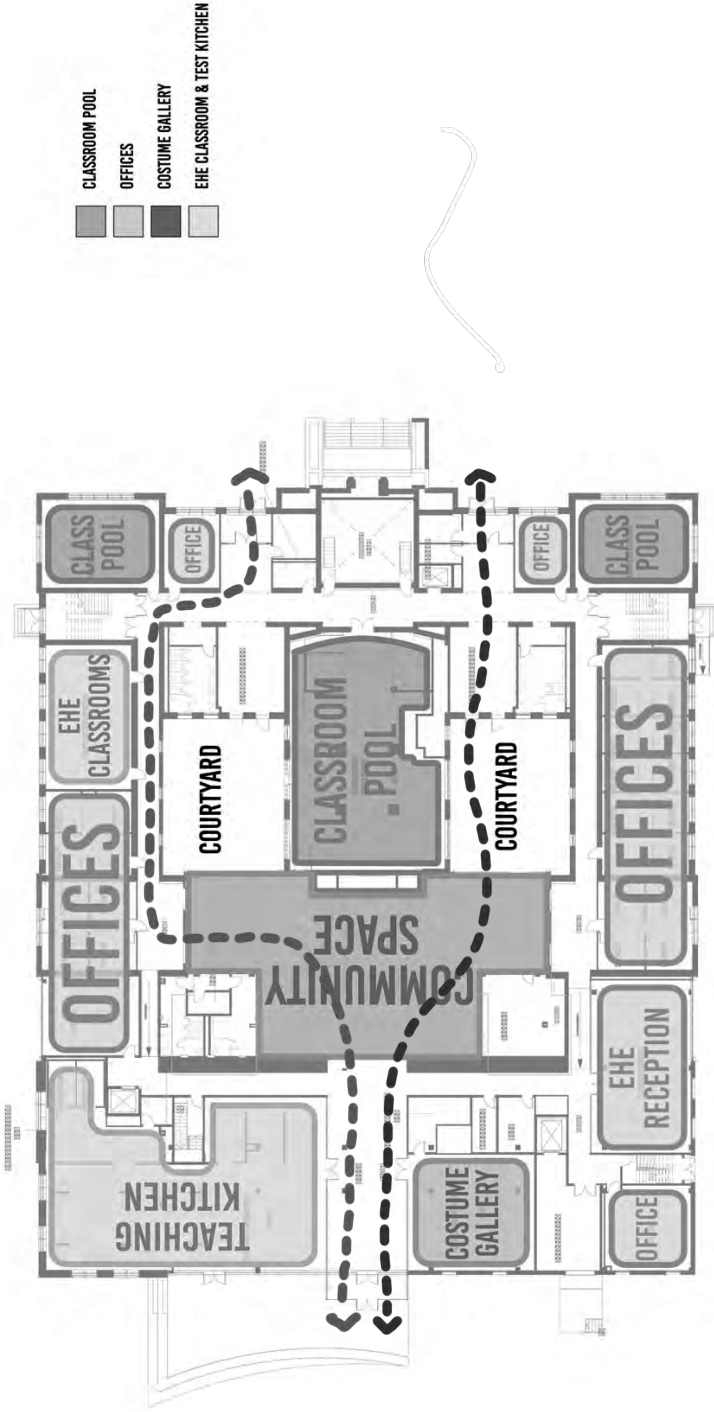 CLASSROOM POOL
OFFICES
COSTUME GALLERY
EHE CLASSROOM & TEST KITCHEN
CLASS
POOL
OFFICE
OFFICE
CLASS
POOL
EHE
CLASSROOMS
OFFICES
COURTYARD
CLASSROOM
POOL
COURTYARD
OFFICES
COMMUNITY
SPACE
TEACHING
KITCHEN
COSTUME
GALLERY
EHE
RECEPTION
OFFICE